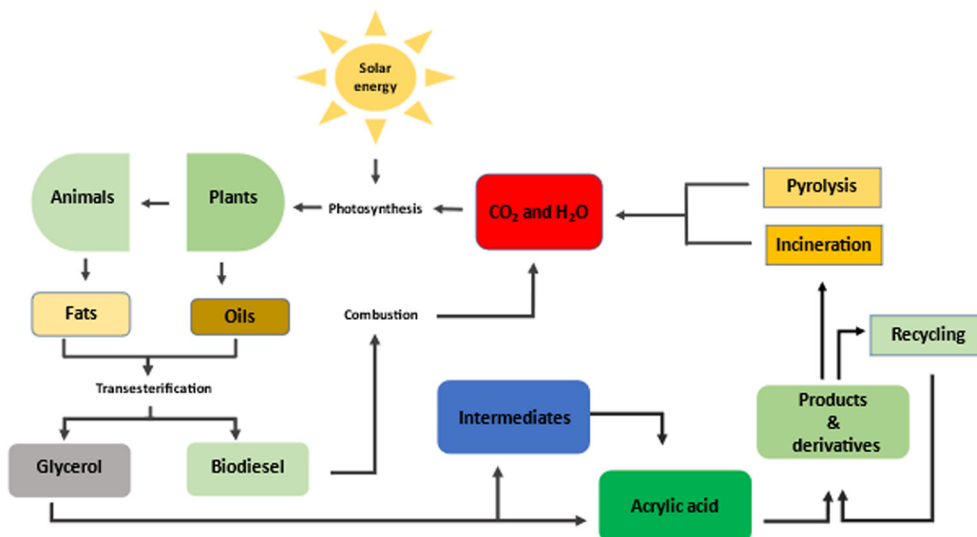 Solar
energy
Animals
Plants
Photosynthesis
CO₂ and H₂O
Pyrolysis
Incineration
Fats
Oils
Combustion
Recycling
Transesterification
Intermediates
Products
&
derivatives
Glycerol
Biodiesel
Acrylic acid